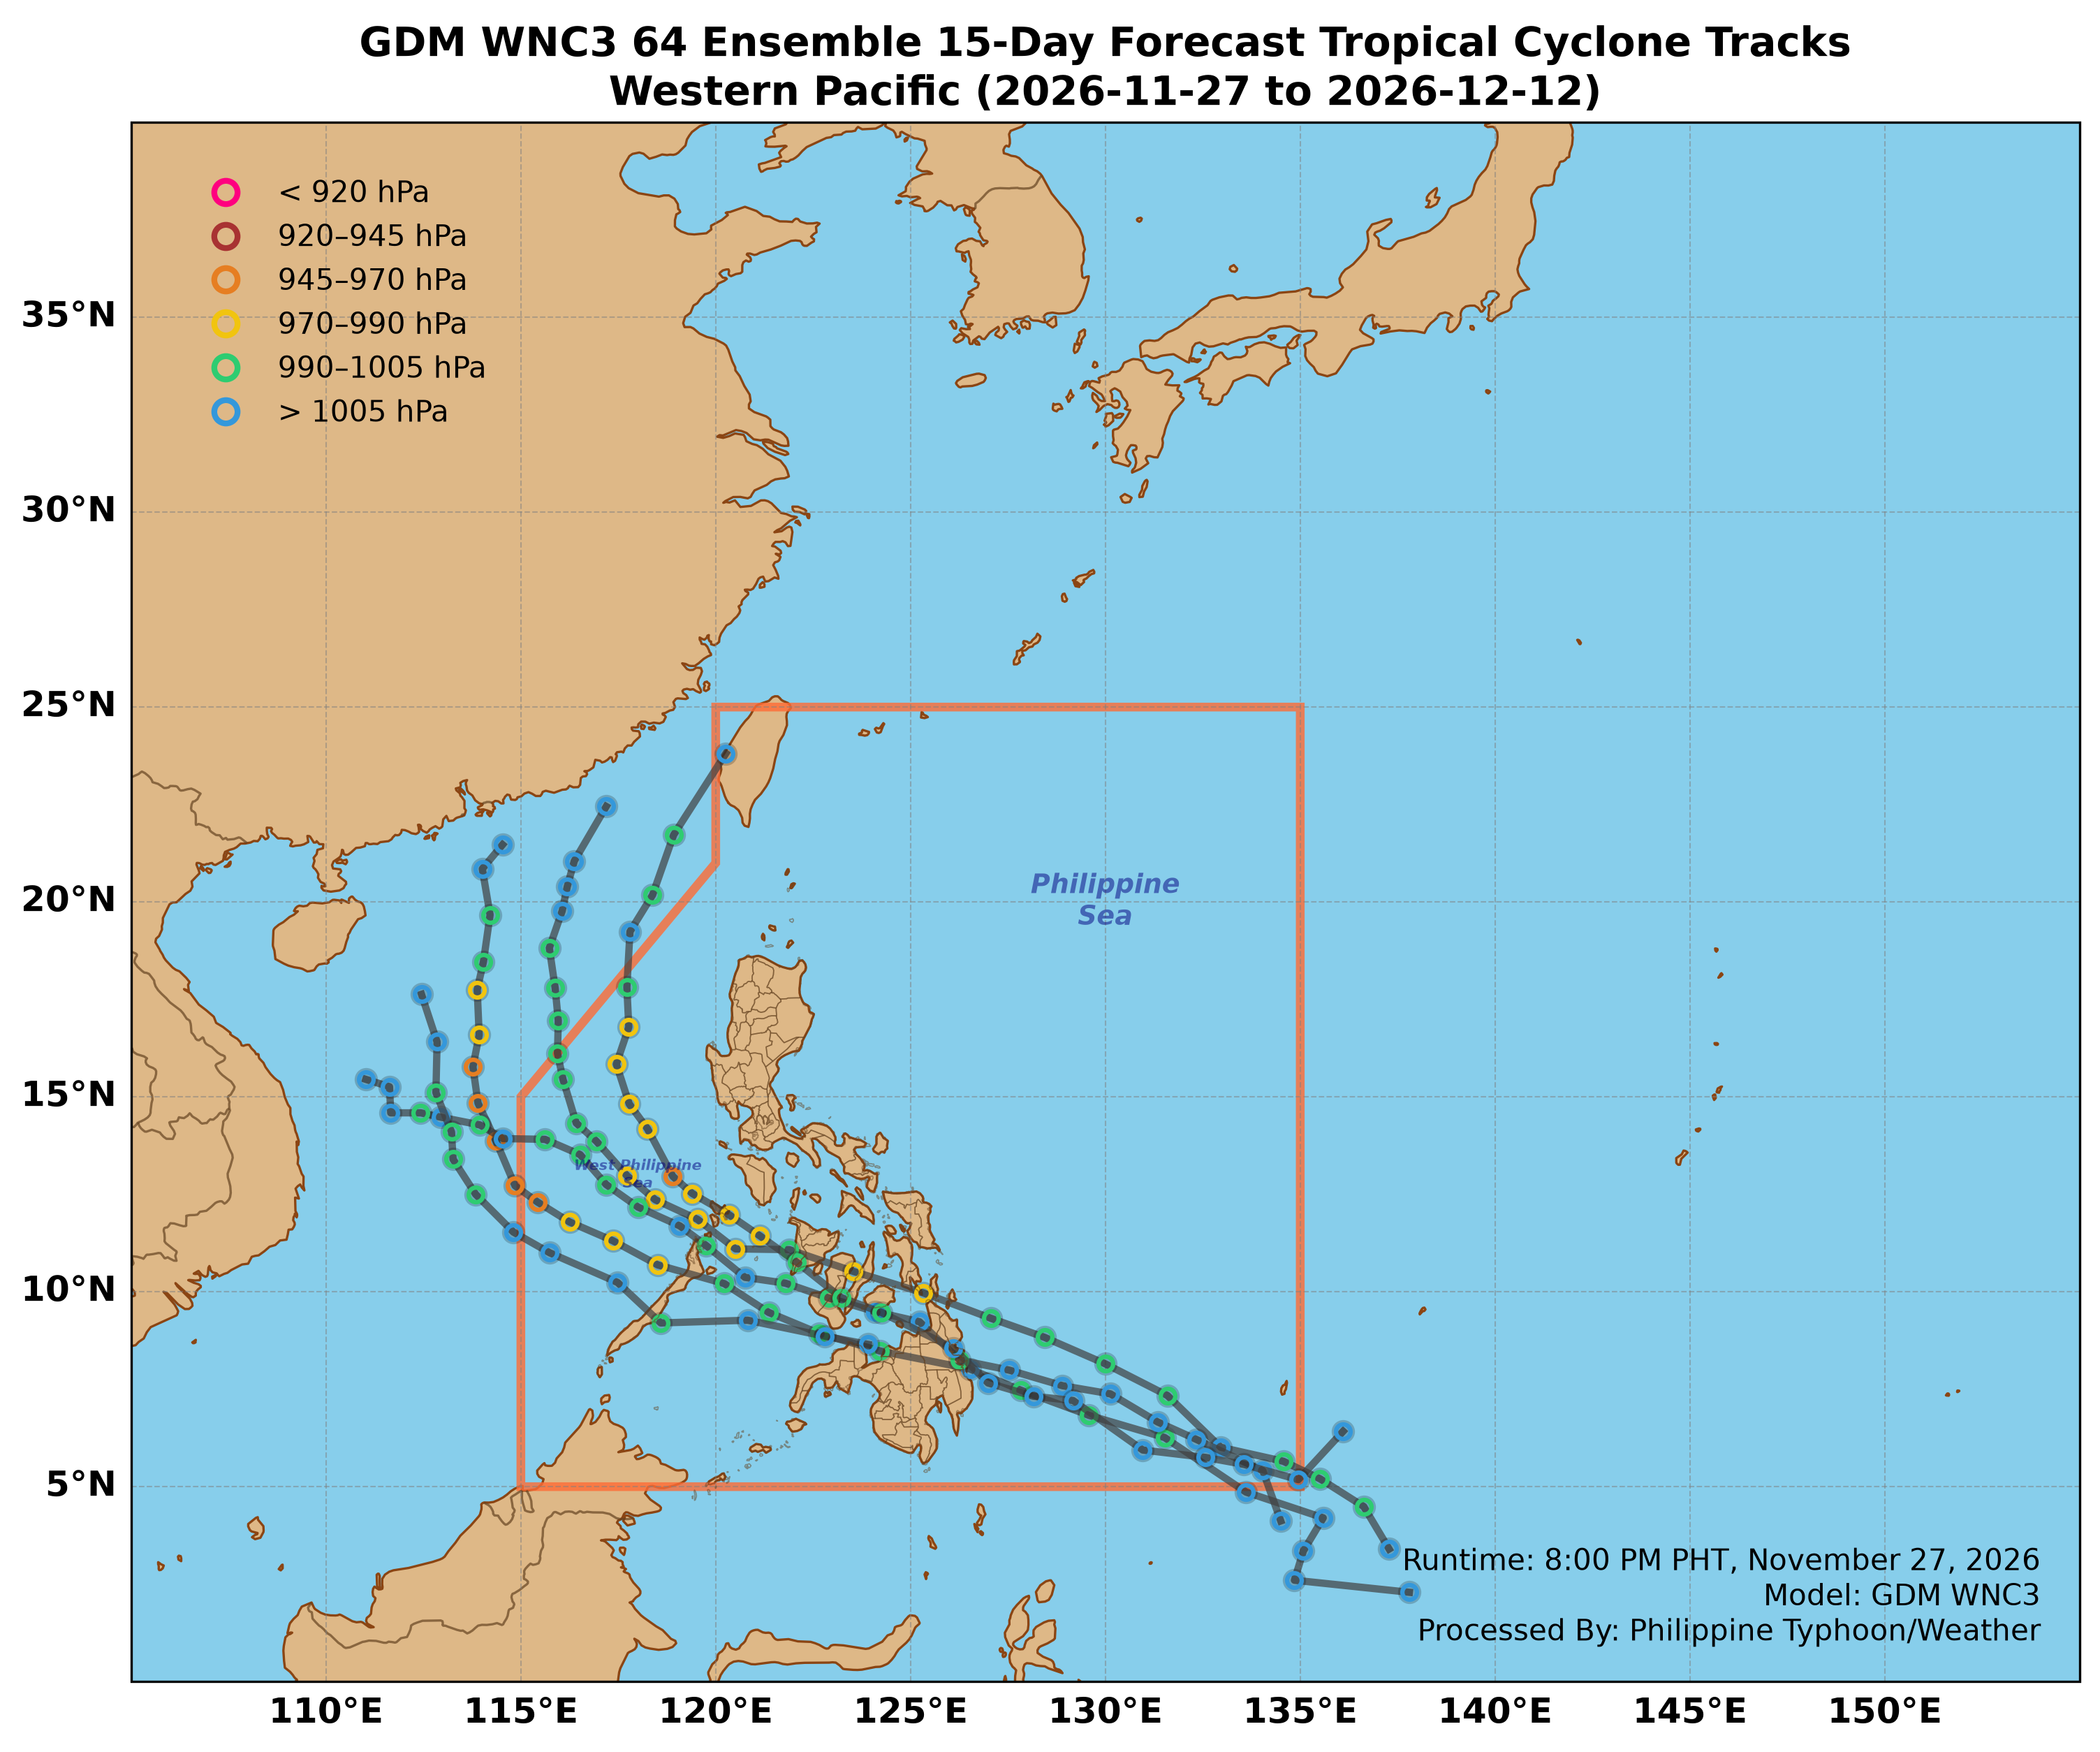 GDM WNC3 64 Ensemble 15-Day Forecast Tropical Cyclone Tracks
Western Pacific (2026-11-27 to 2026-12-12)
< 920 hPa
920–945 hPa
945–970 hPa
970–990 hPa
990–1005 hPa
> 1005 hPa
35°N
30°N
25°N
20°N
15°N
10°N
5°N
Philippine
Sea
West Philippine
Sea
Runtime: 8:00 PM PHT, November 27, 2026
Model: GDM WNC3
Processed By: Philippine Typhoon/Weather
110°E
115°E
120°E
125°E
130°E
135°E
140°E
145°E
150°E